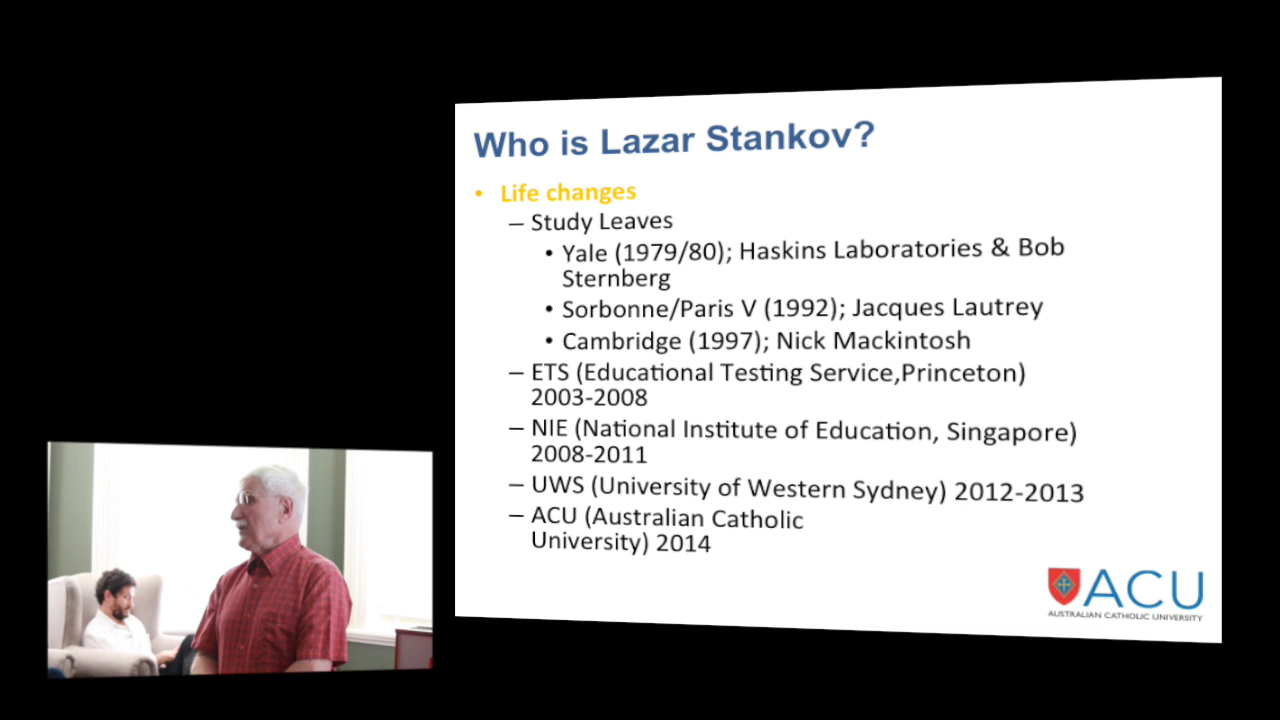 Who is Lazar Stankov?
• Life changes
– Study Leaves
• Yale (1979/80); Haskins Laboratories & Bob
Sternberg
• Sorbonne/Paris V (1992); Jacques Lautrey
• Cambridge (1997); Nick Mackintosh
– ETS (Educational Testing Service,Princeton)
2003-2008
– NIE (National Institute of Education, Singapore)
2008-2011
– UWS (University of Western Sydney) 2012-2013
– ACU (Australian Catholic
University) 2014
ACU
AUSTRALIAN CATHOLIC UNIVERSITY